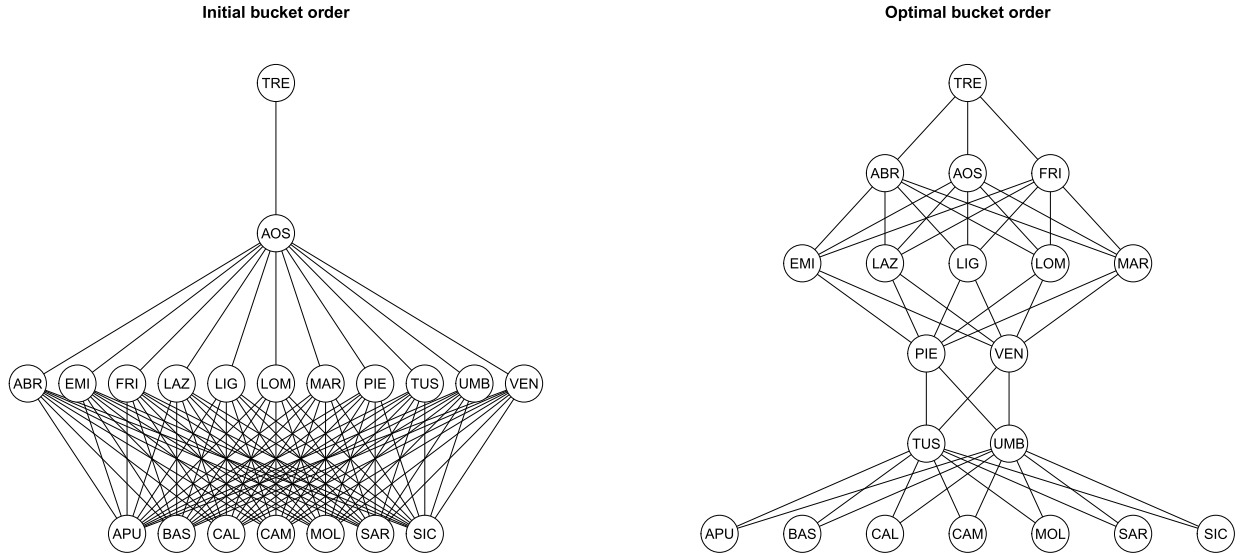 Initial bucket order
TRE
AOS
ABR EMI FRI LAZ LIG LOM MAR PIE TUS UMB VEN
APU BAS CAL CAM MOL SAR SIC
Optimal bucket order
TRE
ABR AOS FRI
EMI LAZ LIG LOM MAR
PIE VEN
TUS UMB
APU BAS CAL CAM MOL SAR SIC